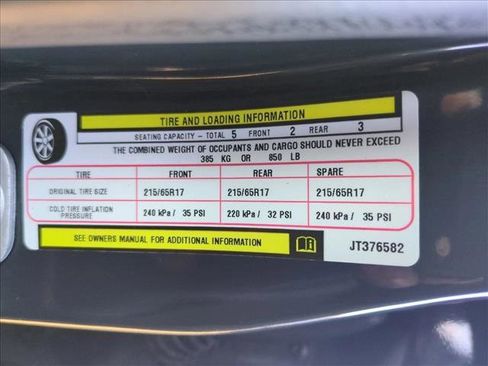 TIRE AND LOADING INFORMATION
SEATING CAPACITY - TOTAL 5 FRONT 2 REAR 3
THE COMBINED WEIGHT OF OCCUPANTS AND CARGO SHOULD NEVER EXCEED
385 KG OR 850 LB
TIRE FRONT REAR SPARE
ORIGINAL TIRE SIZE 215/65R17 215/65R17 215/65R17
COLD TIRE INFLATION
PRESSURE 240 kPa / 35 PSI 220 kPa / 32 PSI 240 kPa / 35 PSI
SEE OWNERS MANUAL FOR ADDITIONAL INFORMATION JT376582